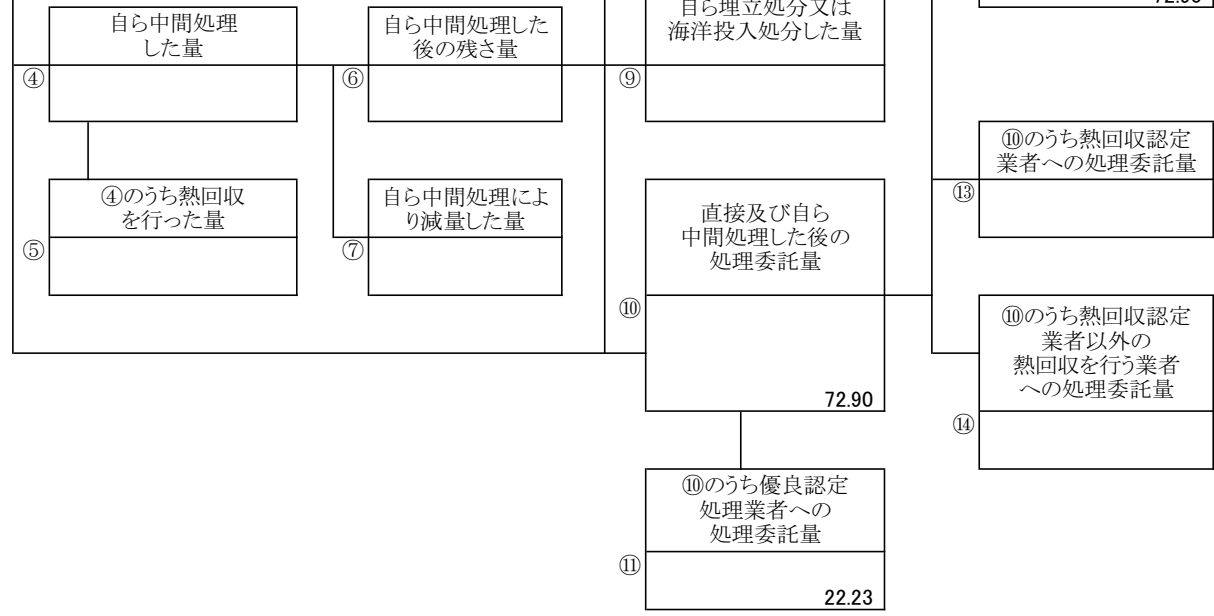 自ら中間処理
した量
④
自ら中間処理した
後の残さ量
⑥
自ら埋立処分又は
海洋投入処分した量
⑨
④のうち熱回収
を行った量
⑤
自ら中間処理によ
り減量した量
⑦
直接及び自ら
中間処理した後の
処理委託量
⑩
72.90
⑩のうち優良認定
処理業者への
処理委託量
⑪
22.23
⑩のうち熱回収認定
業者への処理委託量
⑬
⑩のうち熱回収認定
業者以外の
熱回収を行う業者
への処理委託量
⑭